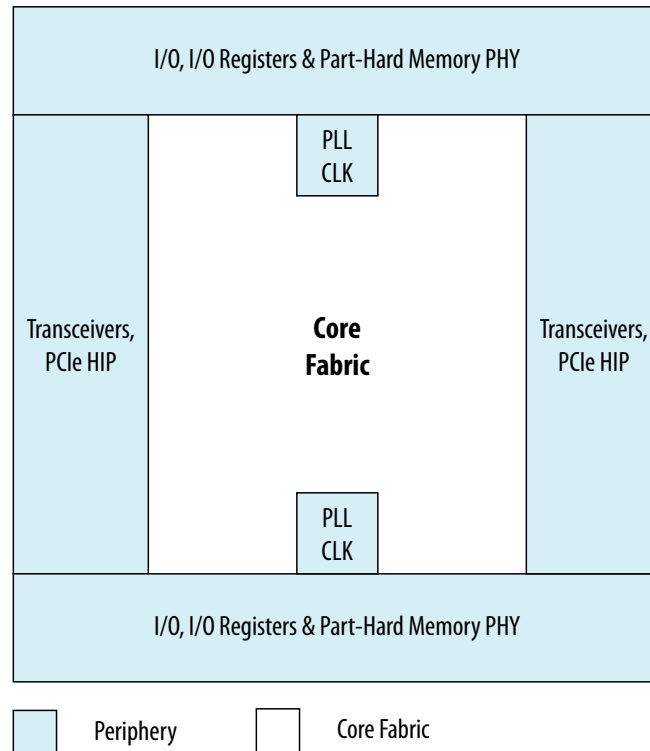 I/O, I/O Registers & Part-Hard Memory PHY
PLL
CLK
Transceivers,
PCIe HIP
Core
Fabric
Transceivers,
PCIe HIP
PLL
CLK
I/O, I/O Registers & Part-Hard Memory PHY
Periphery
Core Fabric